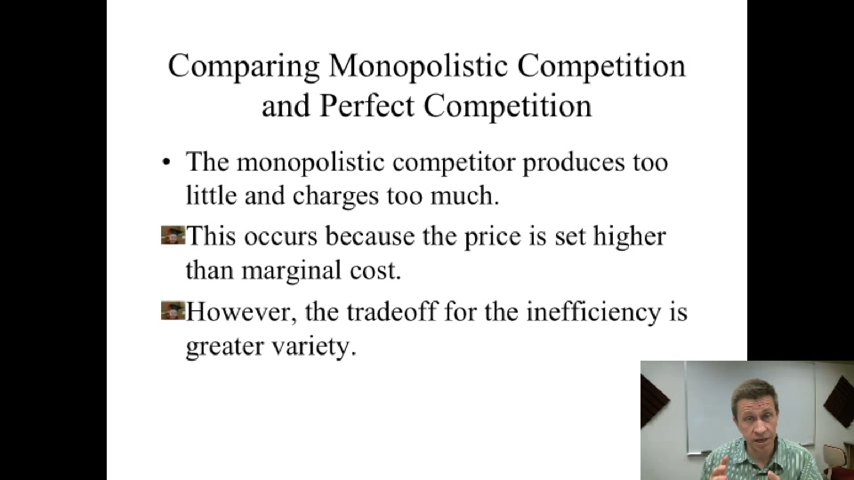 Comparing Monopolistic Competition
and Perfect Competition
• The monopolistic competitor produces too
little and charges too much.
This occurs because the price is set higher
than marginal cost.
However, the tradeoff for the inefficiency is
greater variety.